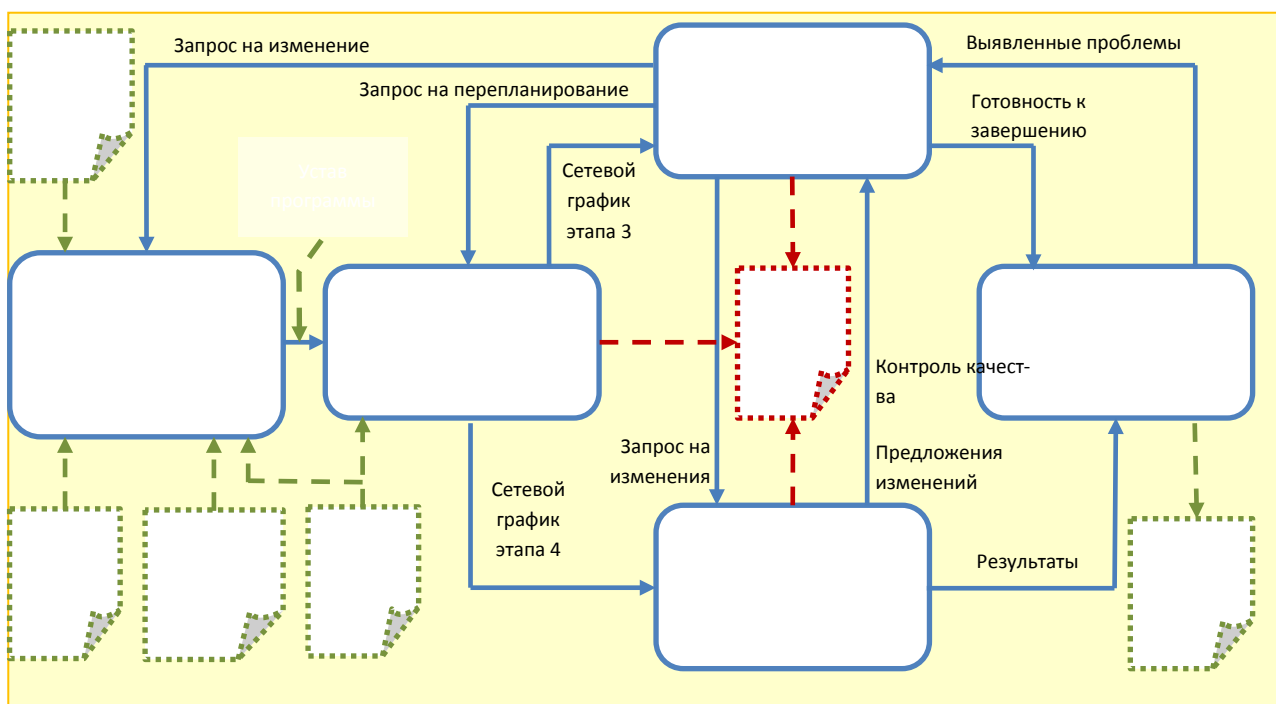 Запрос на изменение
Выявленные проблемы
Запрос на перепланирование
Готовность к
завершению
Сетевой
график
этапа 3
Контроль качест-
ва
Запрос на
изменения
Предложения
изменений
Сетевой
график
этапа 4
Результаты